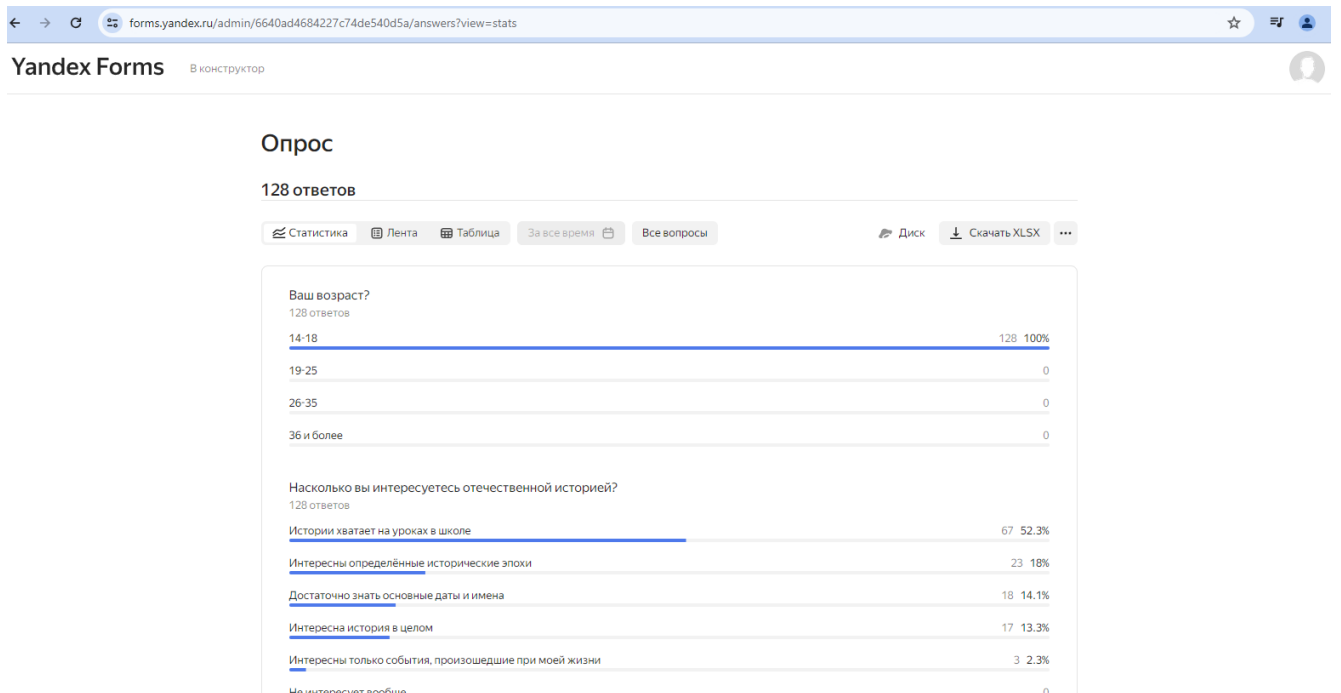 forms.yandex.ru/admin/6640ad4684227c74de540d5a/answers?view=stats
Yandex Forms В конструктор
Опрос
128 ответов
Статистика Лента Таблица За все время Все вопросы Диск Скачать XLSX
Ваш возраст?
128 ответов
14-18 128 100%
19-25 0
26-35 0
36 и более 0
Насколько вы интересуетесь отечественной историей?
128 ответов
Истории хватает на уроках в школе 67 52.3%
Интересны определённые исторические эпохи 23 18%
Достаточно знать основные даты и имена 18 14.1%
Интересна история в целом 17 13.3%
Интересны только события, произошедшие при моей жизни 3 2.3%
Не интересует вообще 0